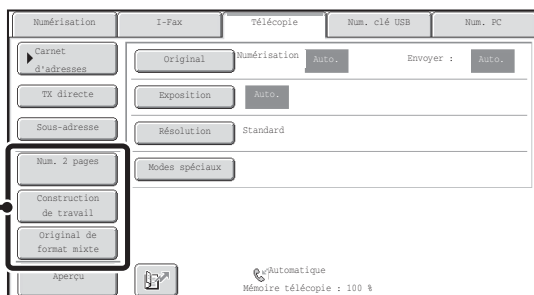 Numérisation I-Fax Télécopie Num. clé USB Num. PC
Carnet
d'adresses
Original Numérisation Auto. Envoyer : Auto.
TX directe
Exposition Auto.
Sous-adresse
Résolution Standard
Num. 2 pages
Modes spéciaux
Construction
de travail
Original de
format mixte
Aperçu
Automatique
Mémoire télécopie : 100 %